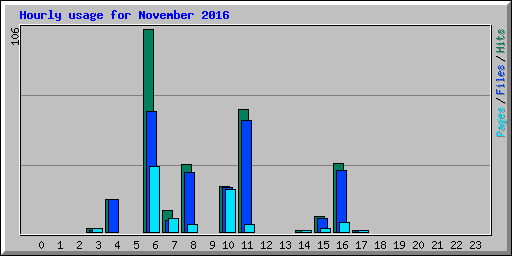 Hourly usage for November 2016
106
Pages/Files/Hits
0 1 2 3 4 5 6 7 8 9 10 11 12 13 14 15 16 17 18 19 20 21 22 23